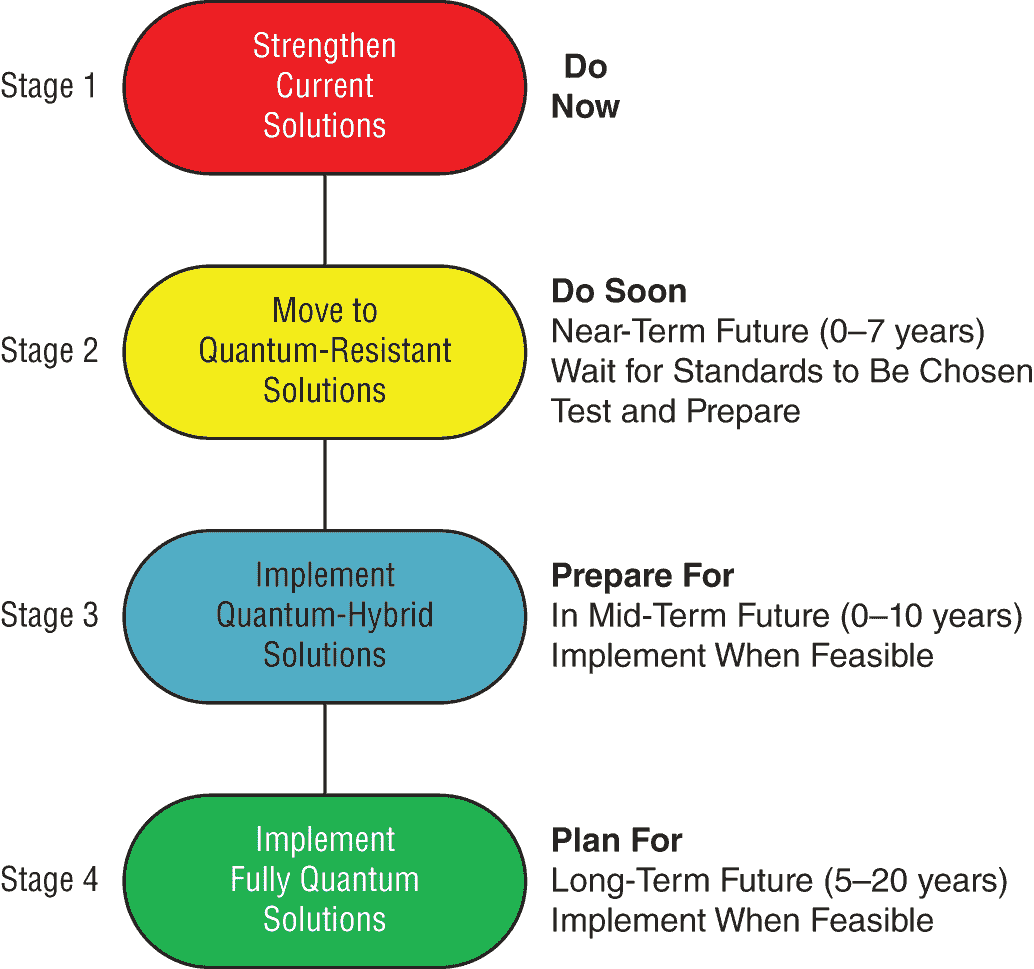 Stage 1
Strengthen
Current
Solutions
Do
Now
Stage 2
Move to
Quantum-Resistant
Solutions
Do Soon
Near-Term Future (0–7 years)
Wait for Standards to Be Chosen
Test and Prepare
Stage 3
Implement
Quantum-Hybrid
Solutions
Prepare For
In Mid-Term Future (0–10 years)
Implement When Feasible
Stage 4
Implement
Fully Quantum
Solutions
Plan For
Long-Term Future (5–20 years)
Implement When Feasible